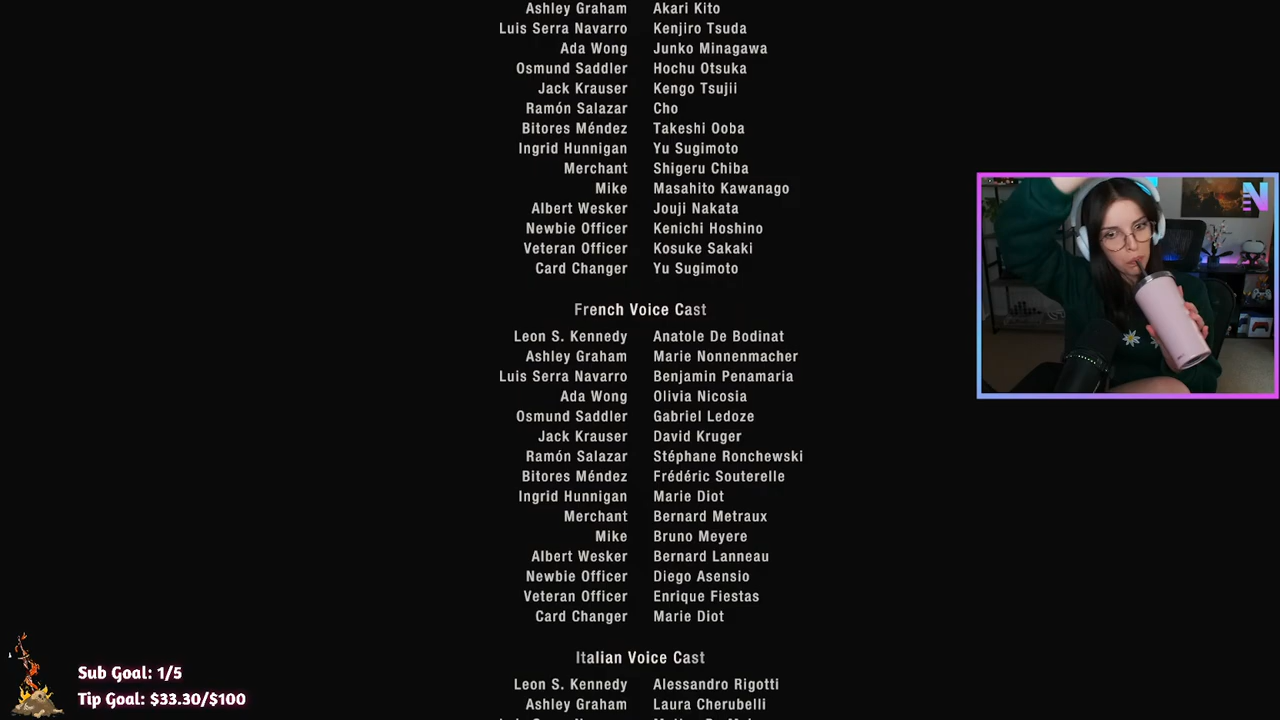 Ashley Graham Akari Kito
Luis Serra Navarro Kenjiro Tsuda
Ada Wong Junko Minagawa
Osmund Saddler Hochu Otsuka
Jack Krauser Kengo Tsujii
Ramón Salazar Cho
Bitores Méndez Takeshi Ooba
Ingrid Hunnigan Yu Sugimoto
Merchant Shigeru Chiba
Mike Masahito Kawanago
Albert Wesker Jouji Nakata
Newbie Officer Kenichi Hoshino
Veteran Officer Kosuke Sakaki
Card Changer Yu Sugimoto
French Voice Cast
Leon S. Kennedy Anatole De Bodinat
Ashley Graham Marie Nonnenmacher
Luis Serra Navarro Benjamin Penamaria
Ada Wong Olivia Nicosia
Osmund Saddler Gabriel Ledoze
Jack Krauser David Kruger
Ramón Salazar Stéphane Ronchewski
Bitores Méndez Frédéric Souterelle
Ingrid Hunnigan Marie Diot
Merchant Bernard Metraux
Mike Bruno Meyere
Albert Wesker Bernard Lanneau
Newbie Officer Diego Asensio
Veteran Officer Enrique Fiestas
Card Changer Marie Diot
Italian Voice Cast
Leon S. Kennedy Alessandro Rigotti
Ashley Graham Laura Cherubelli
N
Sub Goal: 1/5
Tip Goal: $33.30/$100